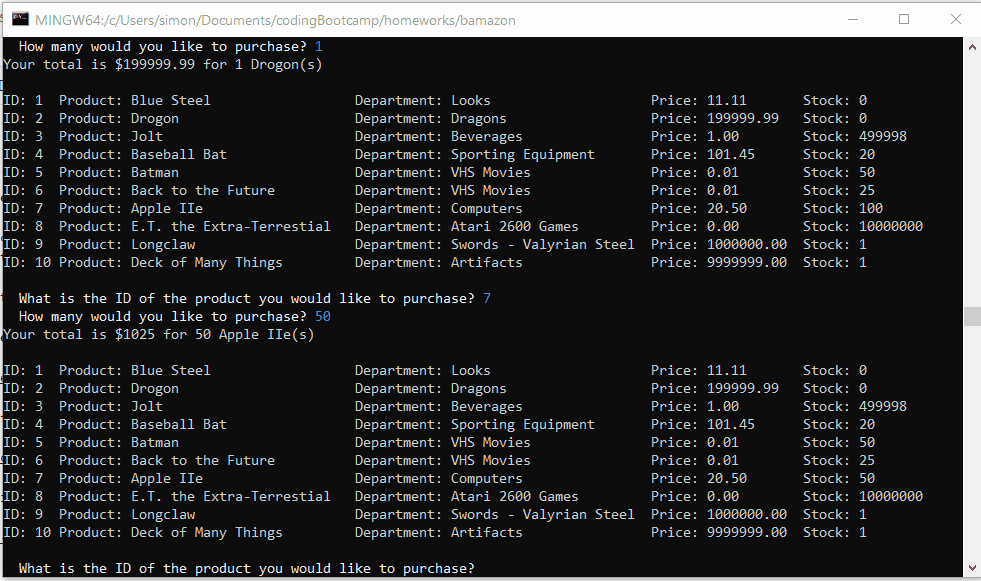 MINGW64:/c/Users/simon/Documents/codingBootcamp/homeworks/bamazon
How many would you like to purchase? 1
Your total is $199999.99 for 1 Drogon(s)
ID: 1 Product: Blue Steel Department: Looks Price: 11.11 Stock: 0
ID: 2 Product: Drogon Department: Dragons Price: 199999.99 Stock: 0
ID: 3 Product: Jolt Department: Beverages Price: 1.00 Stock: 499998
ID: 4 Product: Baseball Bat Department: Sporting Equipment Price: 101.45 Stock: 20
ID: 5 Product: Batman Department: VHS Movies Price: 0.01 Stock: 50
ID: 6 Product: Back to the Future Department: VHS Movies Price: 0.01 Stock: 25
ID: 7 Product: Apple IIe Department: Computers Price: 20.50 Stock: 100
ID: 8 Product: E.T. the Extra-Terrestial Department: Atari 2600 Games Price: 0.00 Stock: 10000000
ID: 9 Product: Longclaw Department: Swords - Valyrian Steel Price: 1000000.00 Stock: 1
ID: 10 Product: Deck of Many Things Department: Artifacts Price: 9999999.00 Stock: 1
What is the ID of the product you would like to purchase? 7
How many would you like to purchase? 50
Your total is $1025 for 50 Apple IIe(s)
ID: 1 Product: Blue Steel Department: Looks Price: 11.11 Stock: 0
ID: 2 Product: Drogon Department: Dragons Price: 199999.99 Stock: 0
ID: 3 Product: Jolt Department: Beverages Price: 1.00 Stock: 499998
ID: 4 Product: Baseball Bat Department: Sporting Equipment Price: 101.45 Stock: 20
ID: 5 Product: Batman Department: VHS Movies Price: 0.01 Stock: 50
ID: 6 Product: Back to the Future Department: VHS Movies Price: 0.01 Stock: 25
ID: 7 Product: Apple IIe Department: Computers Price: 20.50 Stock: 50
ID: 8 Product: E.T. the Extra-Terrestial Department: Atari 2600 Games Price: 0.00 Stock: 10000000
ID: 9 Product: Longclaw Department: Swords - Valyrian Steel Price: 1000000.00 Stock: 1
ID: 10 Product: Deck of Many Things Department: Artifacts Price: 9999999.00 Stock: 1
What is the ID of the product you would like to purchase?